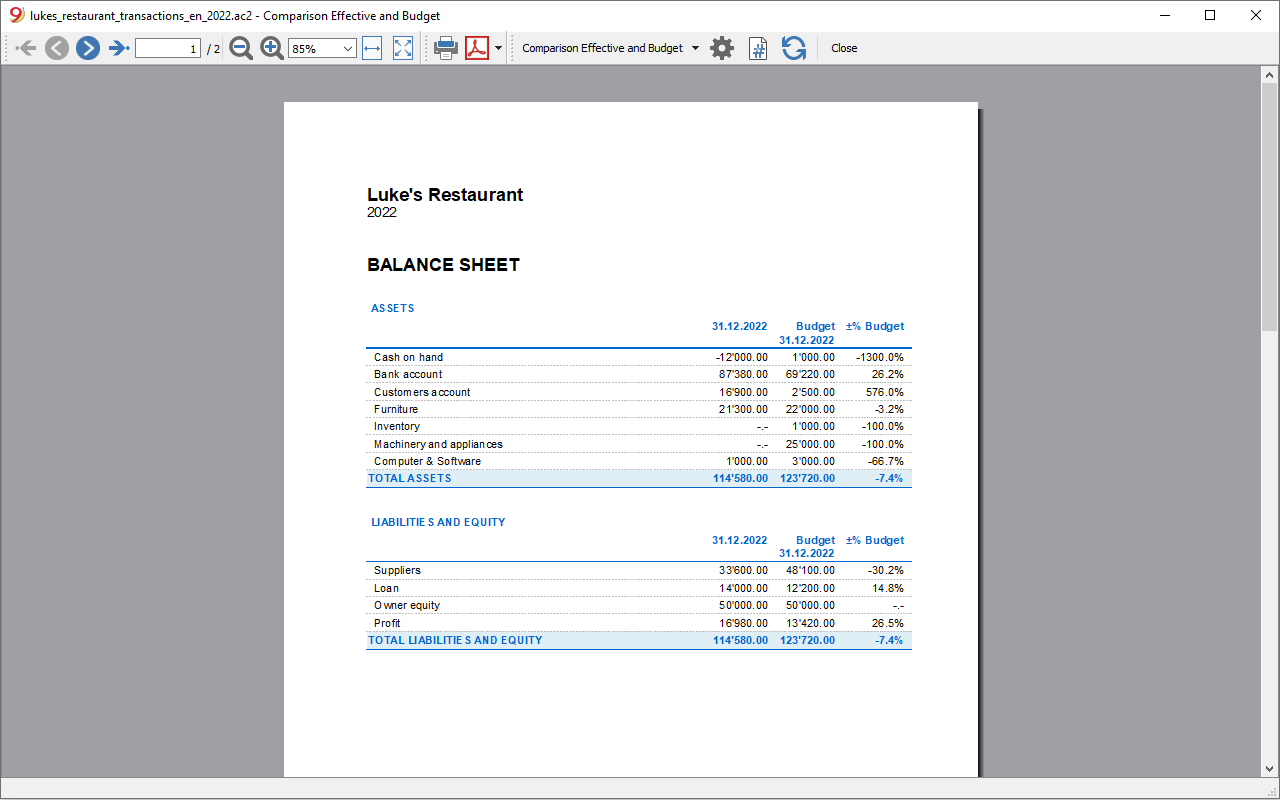 lukes_restaurant_transactions_en_2022.ac2 - Comparison Effective and Budget
1 / 2 85% Comparison Effective and Budget # Close
Luke's Restaurant
2022
BALANCE SHEET
ASSETS
31.12.2022 Budget ±% Budget
31.12.2022
Cash on hand -12'000.00 1'000.00 -1300.0%
Bank account 87'380.00 69'220.00 26.2%
Customers account 16'900.00 2'500.00 576.0%
Furniture 21'300.00 22'000.00 -3.2%
Inventory -.- 1'000.00 -100.0%
Machinery and appliances -.- 25'000.00 -100.0%
Computer & Software 1'000.00 3'000.00 -66.7%
TOTAL ASSETS 114'580.00 123'720.00 -7.4%
LIABILITIES AND EQUITY
31.12.2022 Budget ±% Budget
31.12.2022
Suppliers 33'600.00 48'100.00 -30.2%
Loan 14'000.00 12'200.00 14.8%
Owner equity 50'000.00 50'000.00 -.-
Profit 16'980.00 13'420.00 26.5%
TOTAL LIABILITIES AND EQUITY 114'580.00 123'720.00 -7.4%